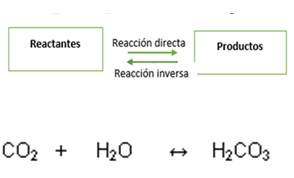 Reactantes
Reacción directa
Productos
Reacción inversa
CO₂ + H₂O ↔ H₂CO₃